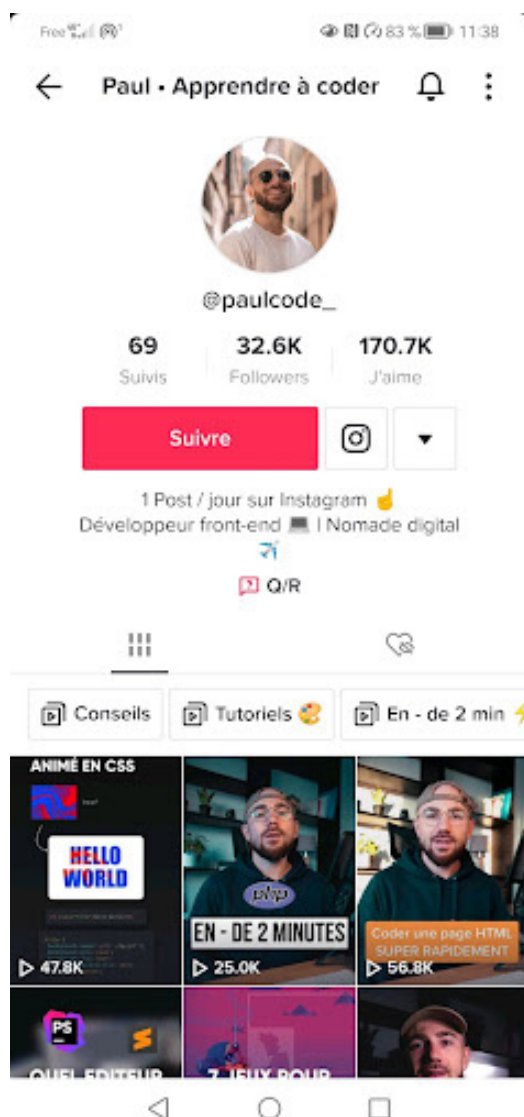 Free
83 % 11:38
Paul • Apprendre à coder
@paulcode_
69 32.6K 170.7K
Suivis Followers J'aime
Suivre
1 Post / jour sur Instagram ☝️
Développeur front-end 💻 | Nomade digital
✈️
Q/R
Conseils Tutoriels 🎨 En - de 2 min ⚡
ANIMÉ EN CSS
HELLO
WORLD
47.8K
php
EN - DE 2 MINUTES
25.0K
Coder une page HTML
SUPER RAPIDEMENT
56.8K
PS
QUEL EDITEUR
7 JEUX POUR